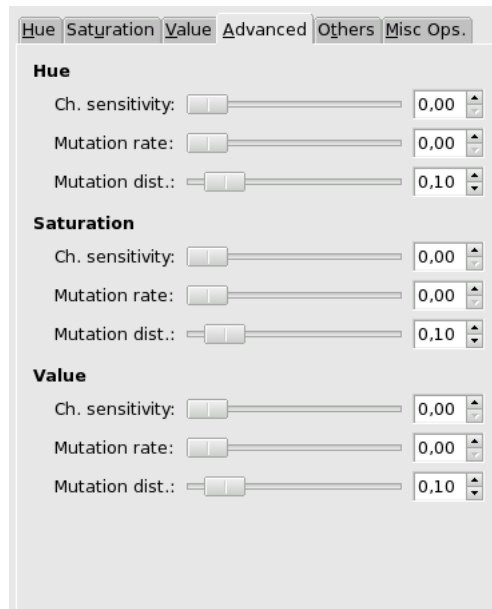 Hue Saturation Value Advanced Others Misc Ops.
Hue
Ch. sensitivity: 0,00
Mutation rate: 0,00
Mutation dist.: 0,10
Saturation
Ch. sensitivity: 0,00
Mutation rate: 0,00
Mutation dist.: 0,10
Value
Ch. sensitivity: 0,00
Mutation rate: 0,00
Mutation dist.: 0,10